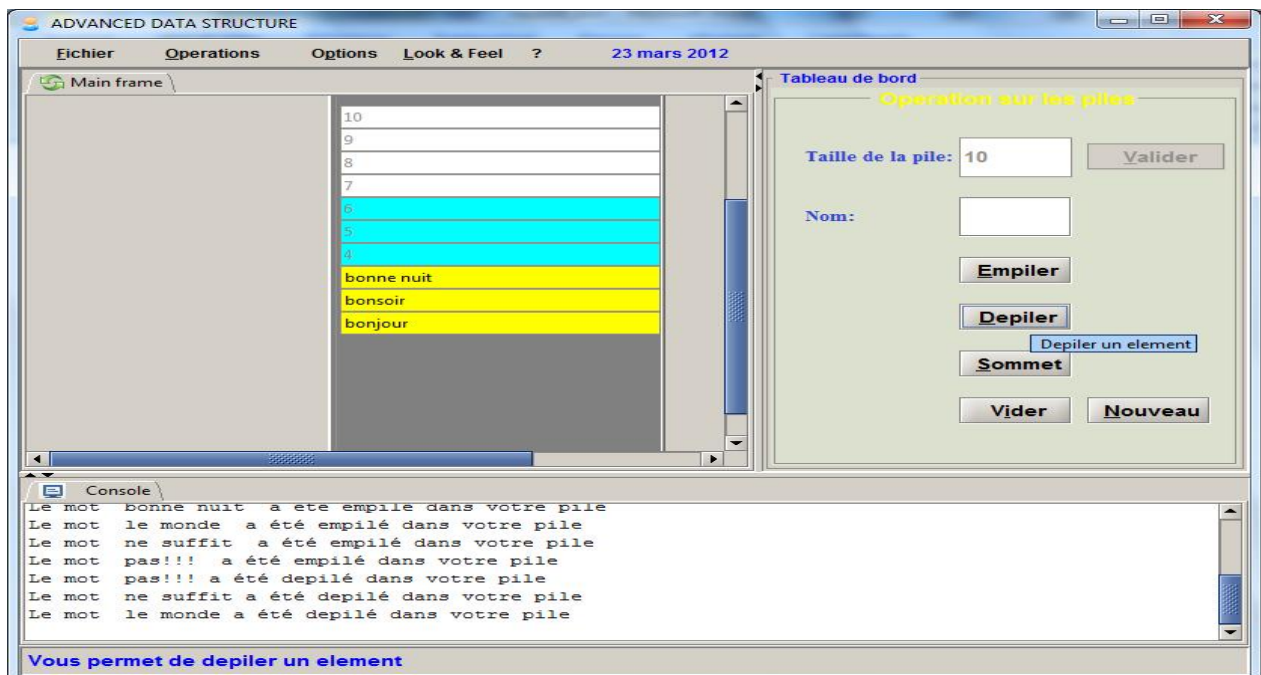 ADVANCED DATA STRUCTURE
Fichier Operations Options Look & Feel ? 23 mars 2012
Main frame
10
9
8
7
6
5
4
bonne nuit
bonsoir
bonjour
Tableau de bord
Operation sur les piles
Taille de la pile: 10 Valider
Nom:
Empiler
Depiler
Depiler un element
Sommet
Vider Nouveau
Console
Le mot bonne nuit a été empilé dans votre pile
Le mot le monde a été empilé dans votre pile
Le mot ne suffit a été empilé dans votre pile
Le mot pas!!! a été empilé dans votre pile
Le mot pas!!! a été depilé dans votre pile
Le mot ne suffit a été depilé dans votre pile
Le mot le monde a été depilé dans votre pile
Vous permet de depiler un element